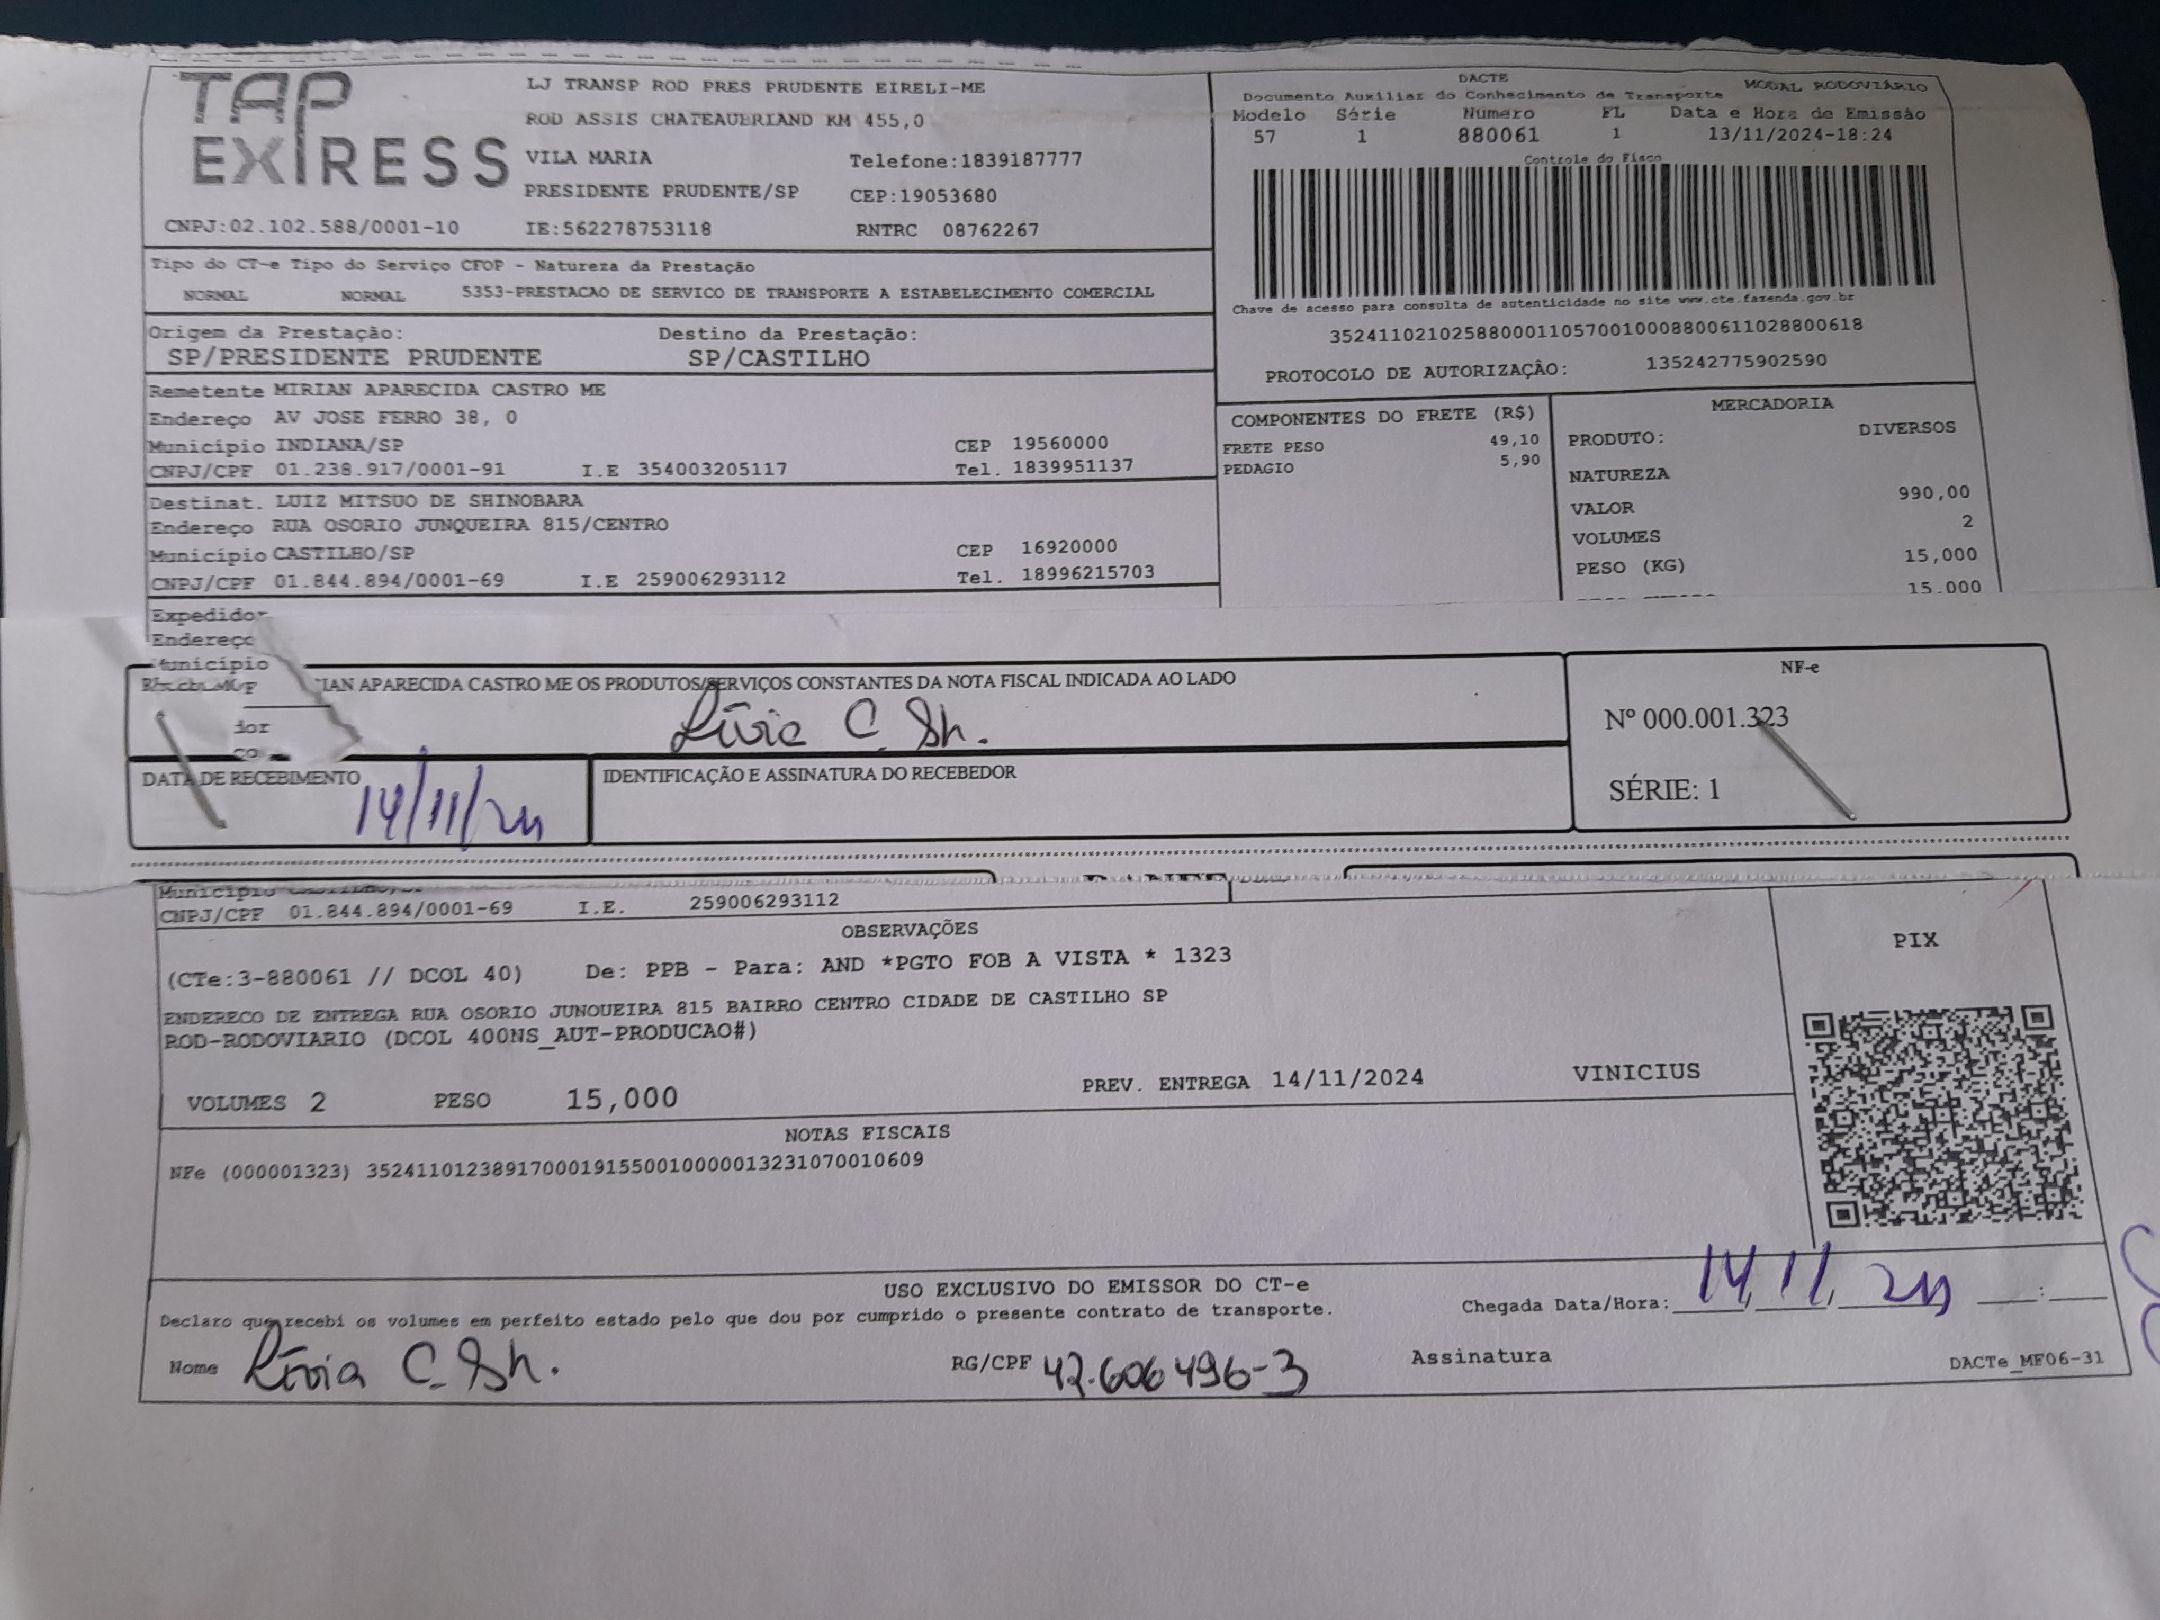 TAP
EXPRESS
LJ TRANSP ROD PRES PRUDENTE EIRELI-ME
ROD ASSIS CHATEAUBRIAND KM 455,0
VILA MARIA Telefone:1839187777
PRESIDENTE PRUDENTE/SP CEP:19053680
CNPJ:02.102.588/0001-10 IE:562278753118 RNTRC 08762267
DACTE MODAL RODOVIÁRIO
Documento Auxiliar do Conhecimento de Transporte
Modelo Série Número FL Data e Hora de Emissão
57 1 880061 1 13/11/2024-18:24
Controle do Fisco
Chave de acesso para consulta de autenticidade no site www.cte.fazenda.gov.br
35241102102588000110570010008800611028800618
PROTOCOLO DE AUTORIZAÇÃO: 135242775902590
Tipo do CT-e Tipo do Serviço CFOP - Natureza da Prestação
NORMAL NORMAL 5353-PRESTACAO DE SERVICO DE TRANSPORTE A ESTABELECIMENTO COMERCIAL
Origem da Prestação: Destino da Prestação:
SP/PRESIDENTE PRUDENTE SP/CASTILHO
Remetente MIRIAN APARECIDA CASTRO ME
Endereço AV JOSE FERRO 38, 0
Município INDIANA/SP CEP 19560000
CNPJ/CPF 01.238.917/0001-91 I.E 354003205117 Tel. 1839951137
Destinat. LUIZ MITSUO DE SHINOBARA
Endereço RUA OSORIO JUNQUEIRA 815/CENTRO
Município CASTILHO/SP CEP 16920000
CNPJ/CPF 01.844.894/0001-69 I.E 259006293112 Tel. 18996215703
COMPONENTES DO FRETE (R$)
FRETE PESO 49,10
PEDAGIO 5,90
MERCADORIA
PRODUTO: DIVERSOS
NATUREZA
VALOR 990,00
VOLUMES 2
PESO (KG) 15,000
15.000
Expedidor
Endereço
Município
dor
IAN APARECIDA CASTRO ME OS PRODUTOS/SERVIÇOS CONSTANTES DA NOTA FISCAL INDICADA AO LADO
Lívia C. Sh.
NF-e
Nº 000.001.323
SÉRIE: 1
DATA DE RECEBIMENTO
14/11/24
IDENTIFICAÇÃO E ASSINATURA DO RECEBEDOR
Município CASTILHO/SP
CNPJ/CPF 01.844.894/0001-69 I.E. 259006293112
OBSERVAÇÕES
(CTe:3-880061 // DCOL 40) De: PPB - Para: AND *PGTO FOB A VISTA * 1323
ENDERECO DE ENTREGA RUA OSORIO JUNQUEIRA 815 BAIRRO CENTRO CIDADE DE CASTILHO SP
ROD-RODOVIARIO (DCOL 400NS_AUT-PRODUCAO#)
VOLUMES 2 PESO 15,000 PREV. ENTREGA 14/11/2024 VINICIUS
PIX
NOTAS FISCAIS
NFe (000001323) 35241101238917000191550010000013231070010609
USO EXCLUSIVO DO EMISSOR DO CT-e
Declaro que recebi os volumes em perfeito estado pelo que dou por cumprido o presente contrato de transporte.
Chegada Data/Hora: 14/11/24 :
Nome Lívia C. Sh. RG/CPF 42.606496-3 Assinatura DACTe_MF06-31